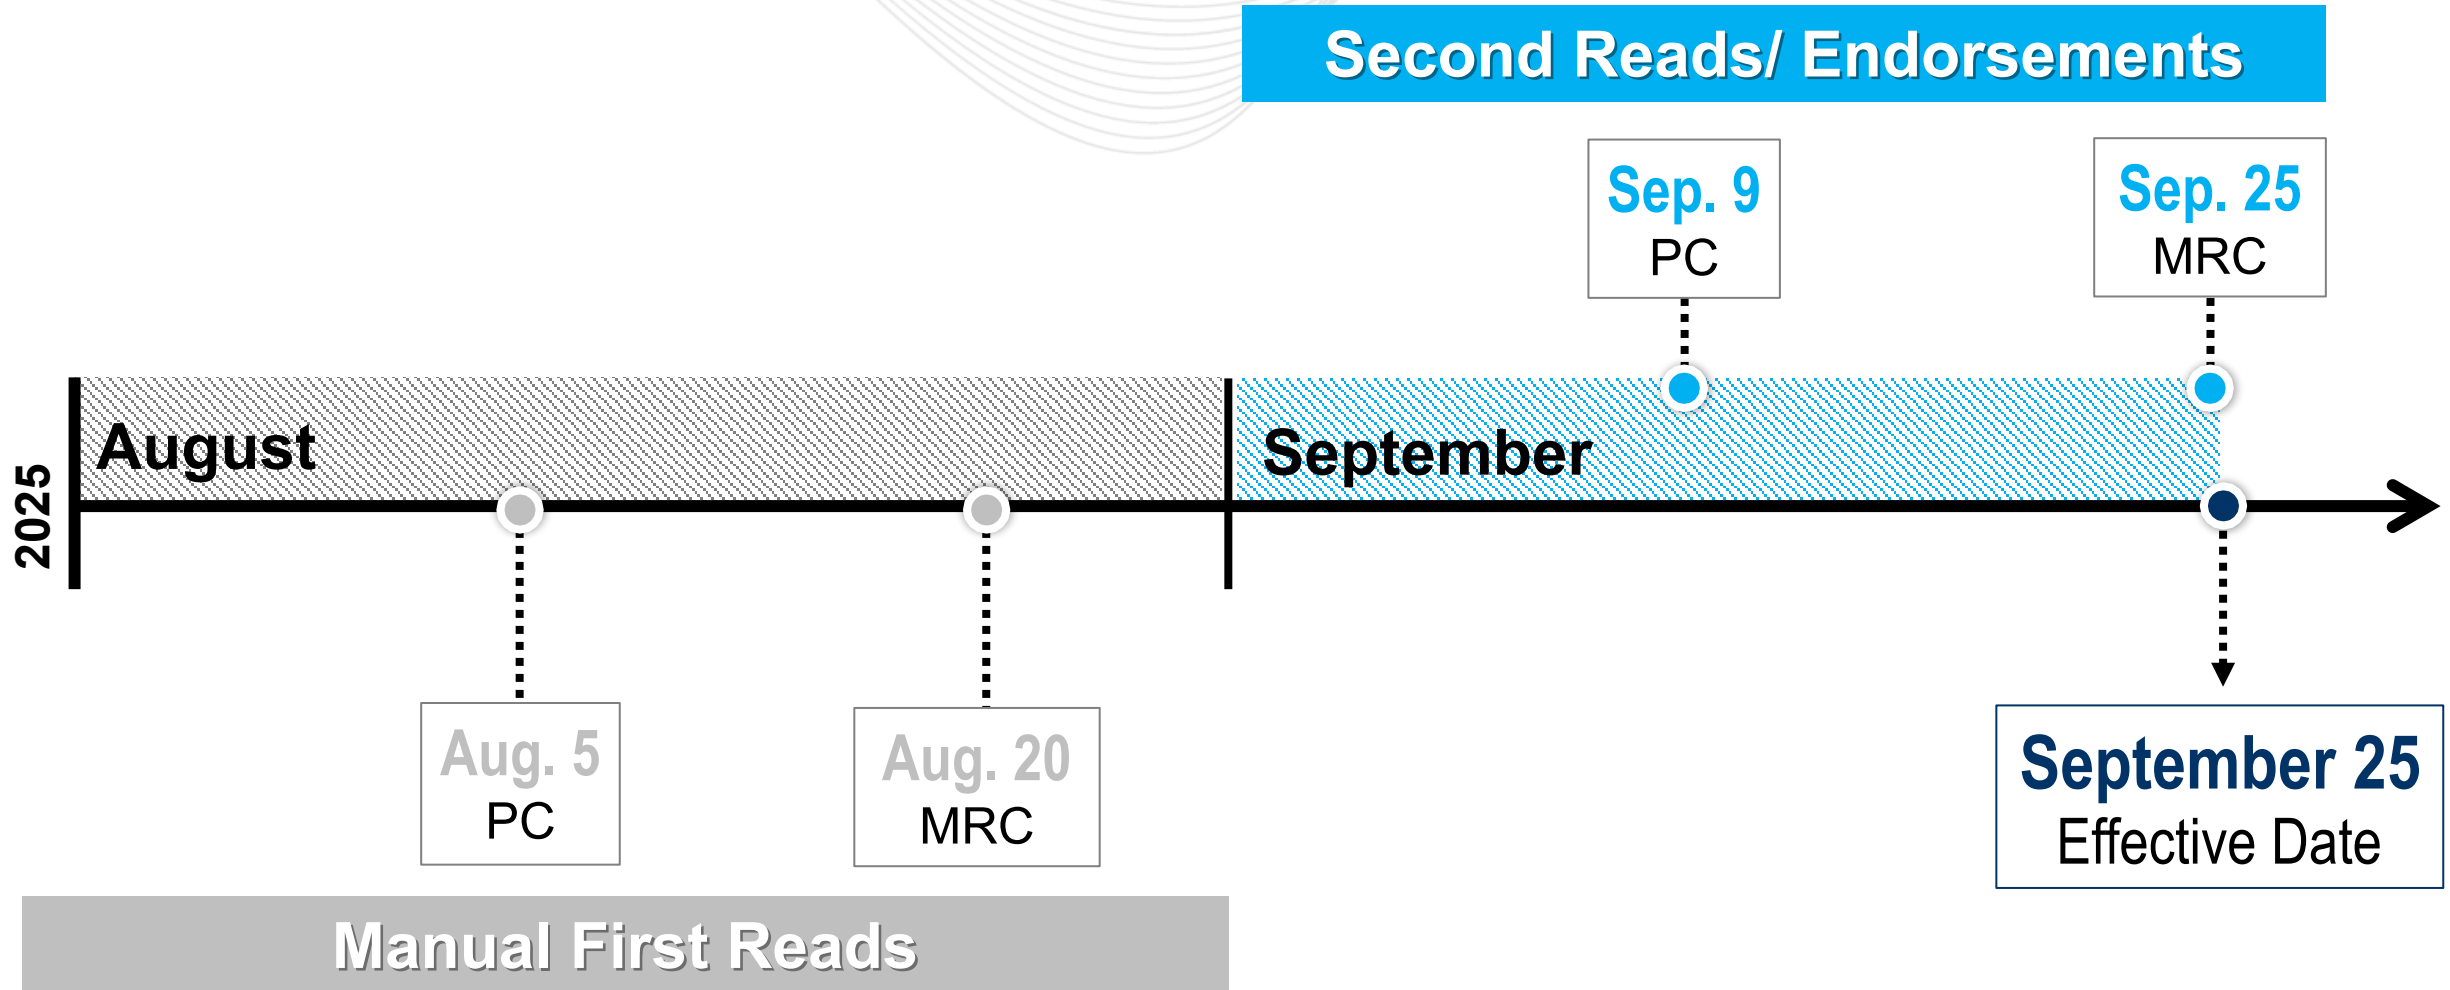 Second Reads/ Endorsements
Sep. 9
PC
Sep. 25
MRC
2025
August
September
Aug. 5
PC
Aug. 20
MRC
September 25
Effective Date
Manual First Reads